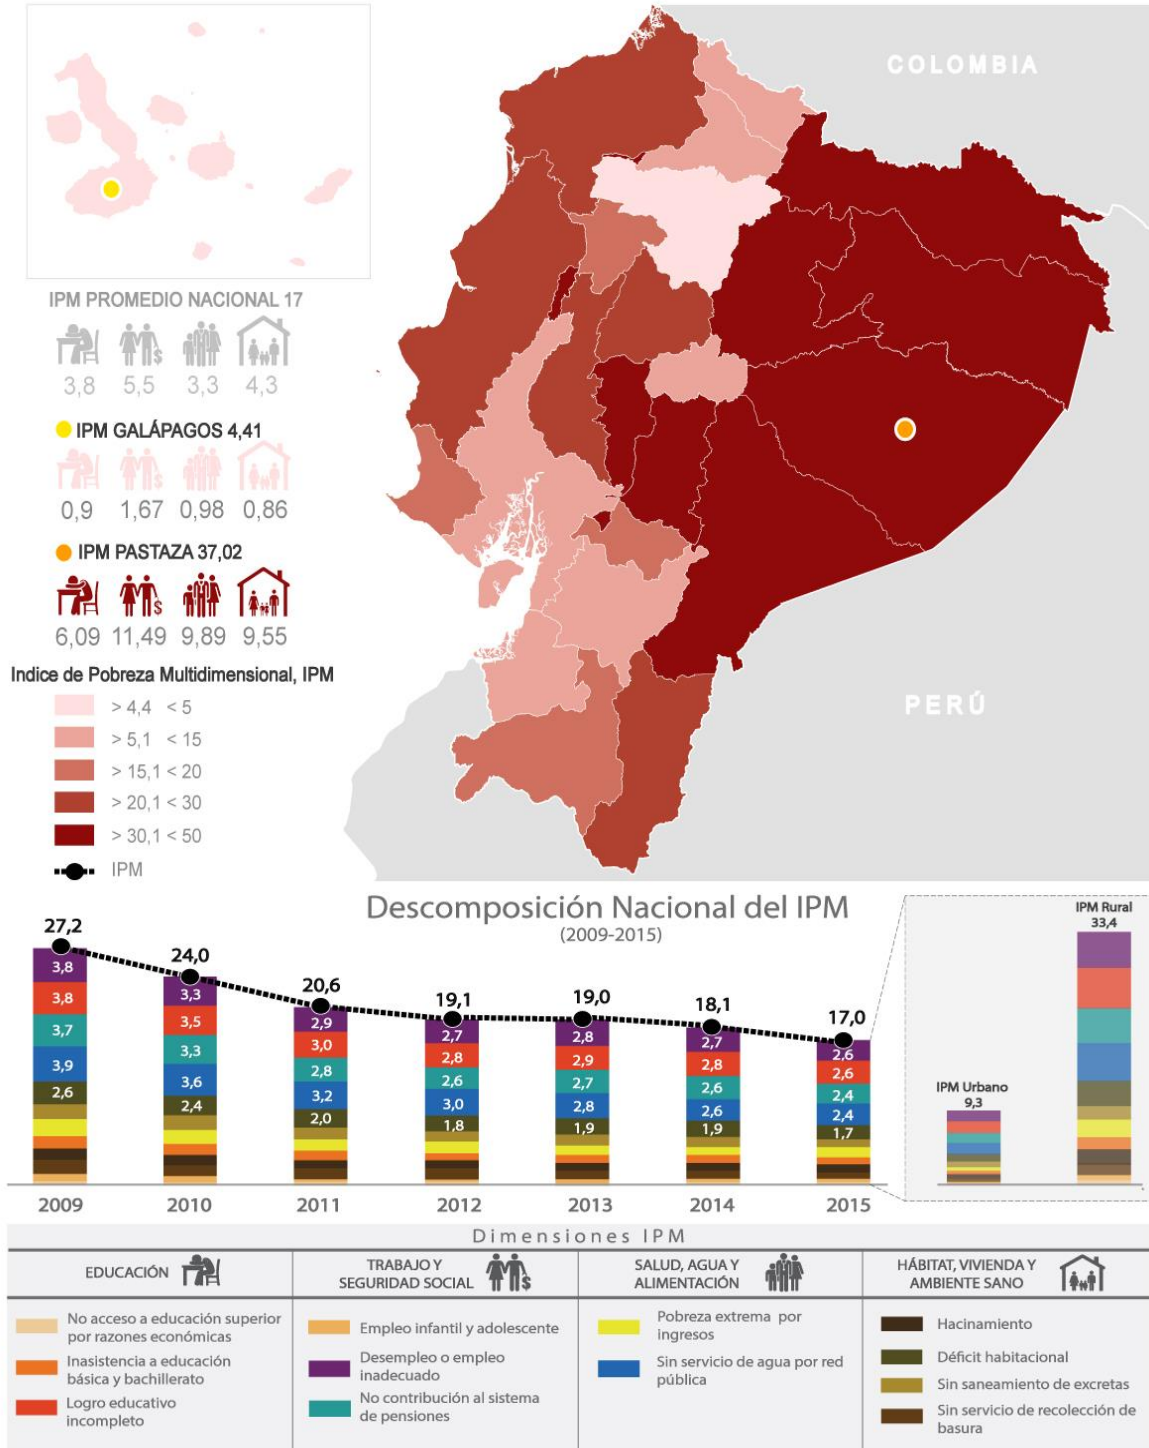 COLOMBIA
PERÚ
IPM PROMEDIO NACIONAL 17
3,8 5,5 3,3 4,3
IPM GALÁPAGOS 4,41
0,9 1,67 0,98 0,86
IPM PASTAZA 37,02
6,09 11,49 9,89 9,55
Indice de Pobreza Multidimensional, IPM
> 4,4 < 5
> 5,1 < 15
> 15,1 < 20
> 20,1 < 30
> 30,1 < 50
IPM
Descomposición Nacional del IPM
(2009-2015)
27,2
3,8
3,8
3,7
3,9
2,6
2009
24,0
3,3
3,5
3,3
3,6
2,4
2010
20,6
2,9
3,0
2,8
3,2
2,0
2011
19,1
2,7
2,8
2,6
3,0
1,8
2012
19,0
2,8
2,9
2,7
2,8
1,9
2013
18,1
2,7
2,8
2,6
2,6
1,9
2014
17,0
2,6
2,6
2,4
2,4
1,7
2015
IPM Urbano
9,3
IPM Rural
33,4
Dimensiones IPM
EDUCACIÓN
No acceso a educación superior
por razones económicas
Inasistencia a educación
básica y bachillerato
Logro educativo
incompleto
TRABAJO Y
SEGURIDAD SOCIAL
$
Empleo infantil y adolescente
Desempleo o empleo
inadecuado
No contribución al sistema
de pensiones
SALUD, AGUA Y
ALIMENTACIÓN
Pobreza extrema por
ingresos
Sin servicio de agua por red
pública
HÁBITAT, VIVIENDA Y
AMBIENTE SANO
Hacinamiento
Déficit habitacional
Sin saneamiento de excretas
Sin servicio de recolección de
basura